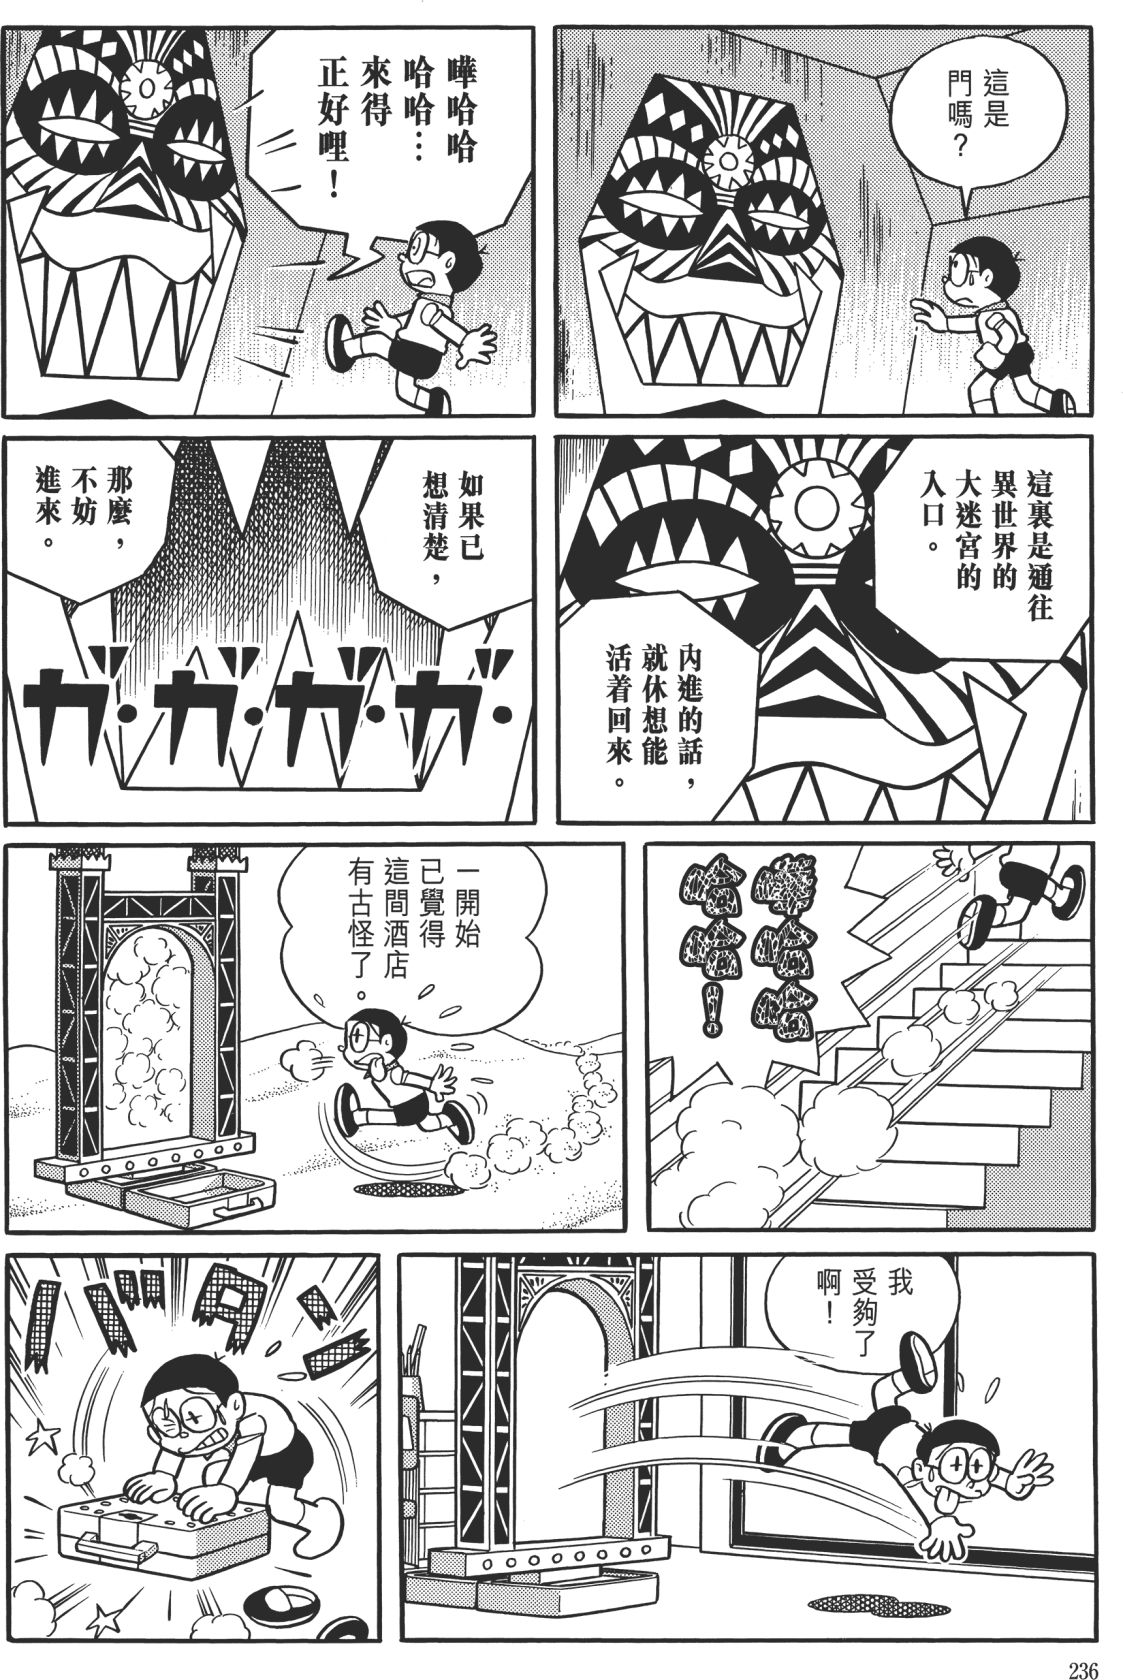 這是
門嗎？
嘩哈哈
哈哈…
來得
正好哩！
這裏是通往
異世界的
大迷宮的
入口。
內進的話，
就休想能
活着回來。
如果已
想清楚，
那麼，
不妨
進來。
ガ・ガ・ガ・ガ・
嘩哈哈
哈哈！
一開始
已覺得
這間酒店
有古怪了。
我
受夠了
啊！
バタン
236